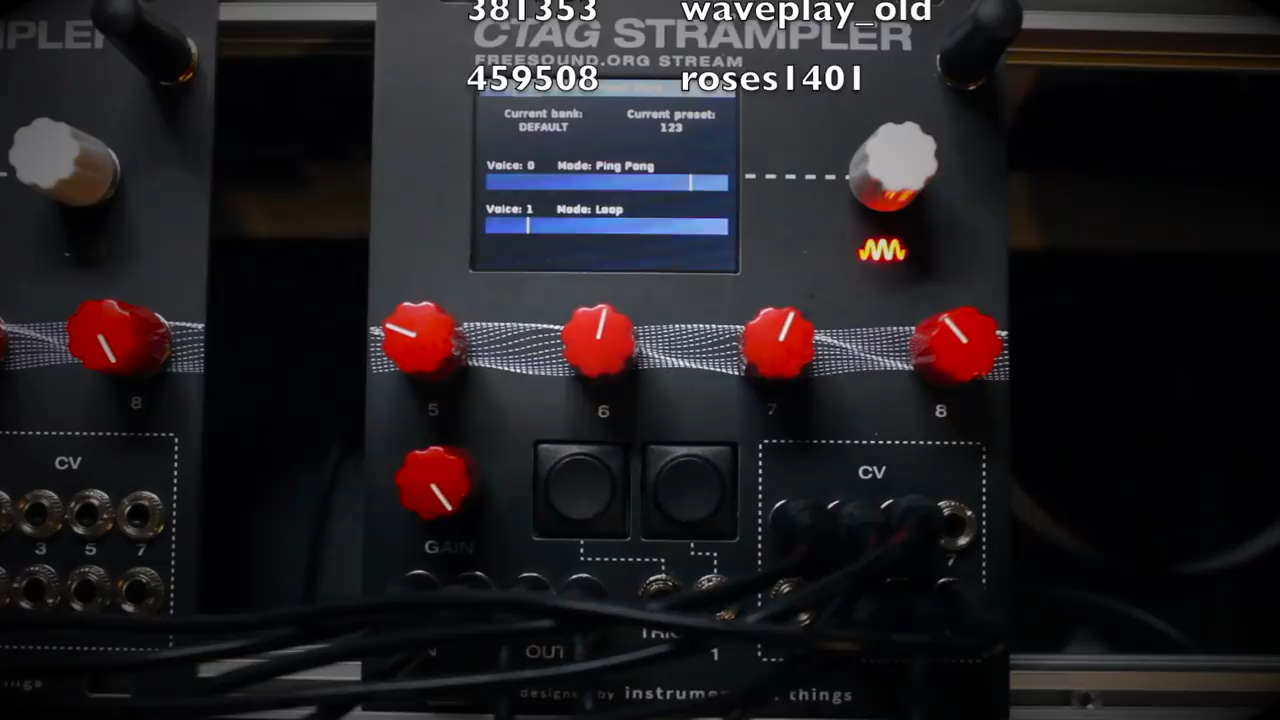 381353 waveplay_old
CTAG STRAMPLER
FREESOUND.ORG STREAM
459508 roses1401
Current bank: Current preset:
DEFAULT 123
Voice: 0 Mode: Ping Pong
Voice: 1 Mode: Loop
8
5 6 7 8
CV
CV
3 5 7
7
GAIN
OUT
1
designed by instruments of things